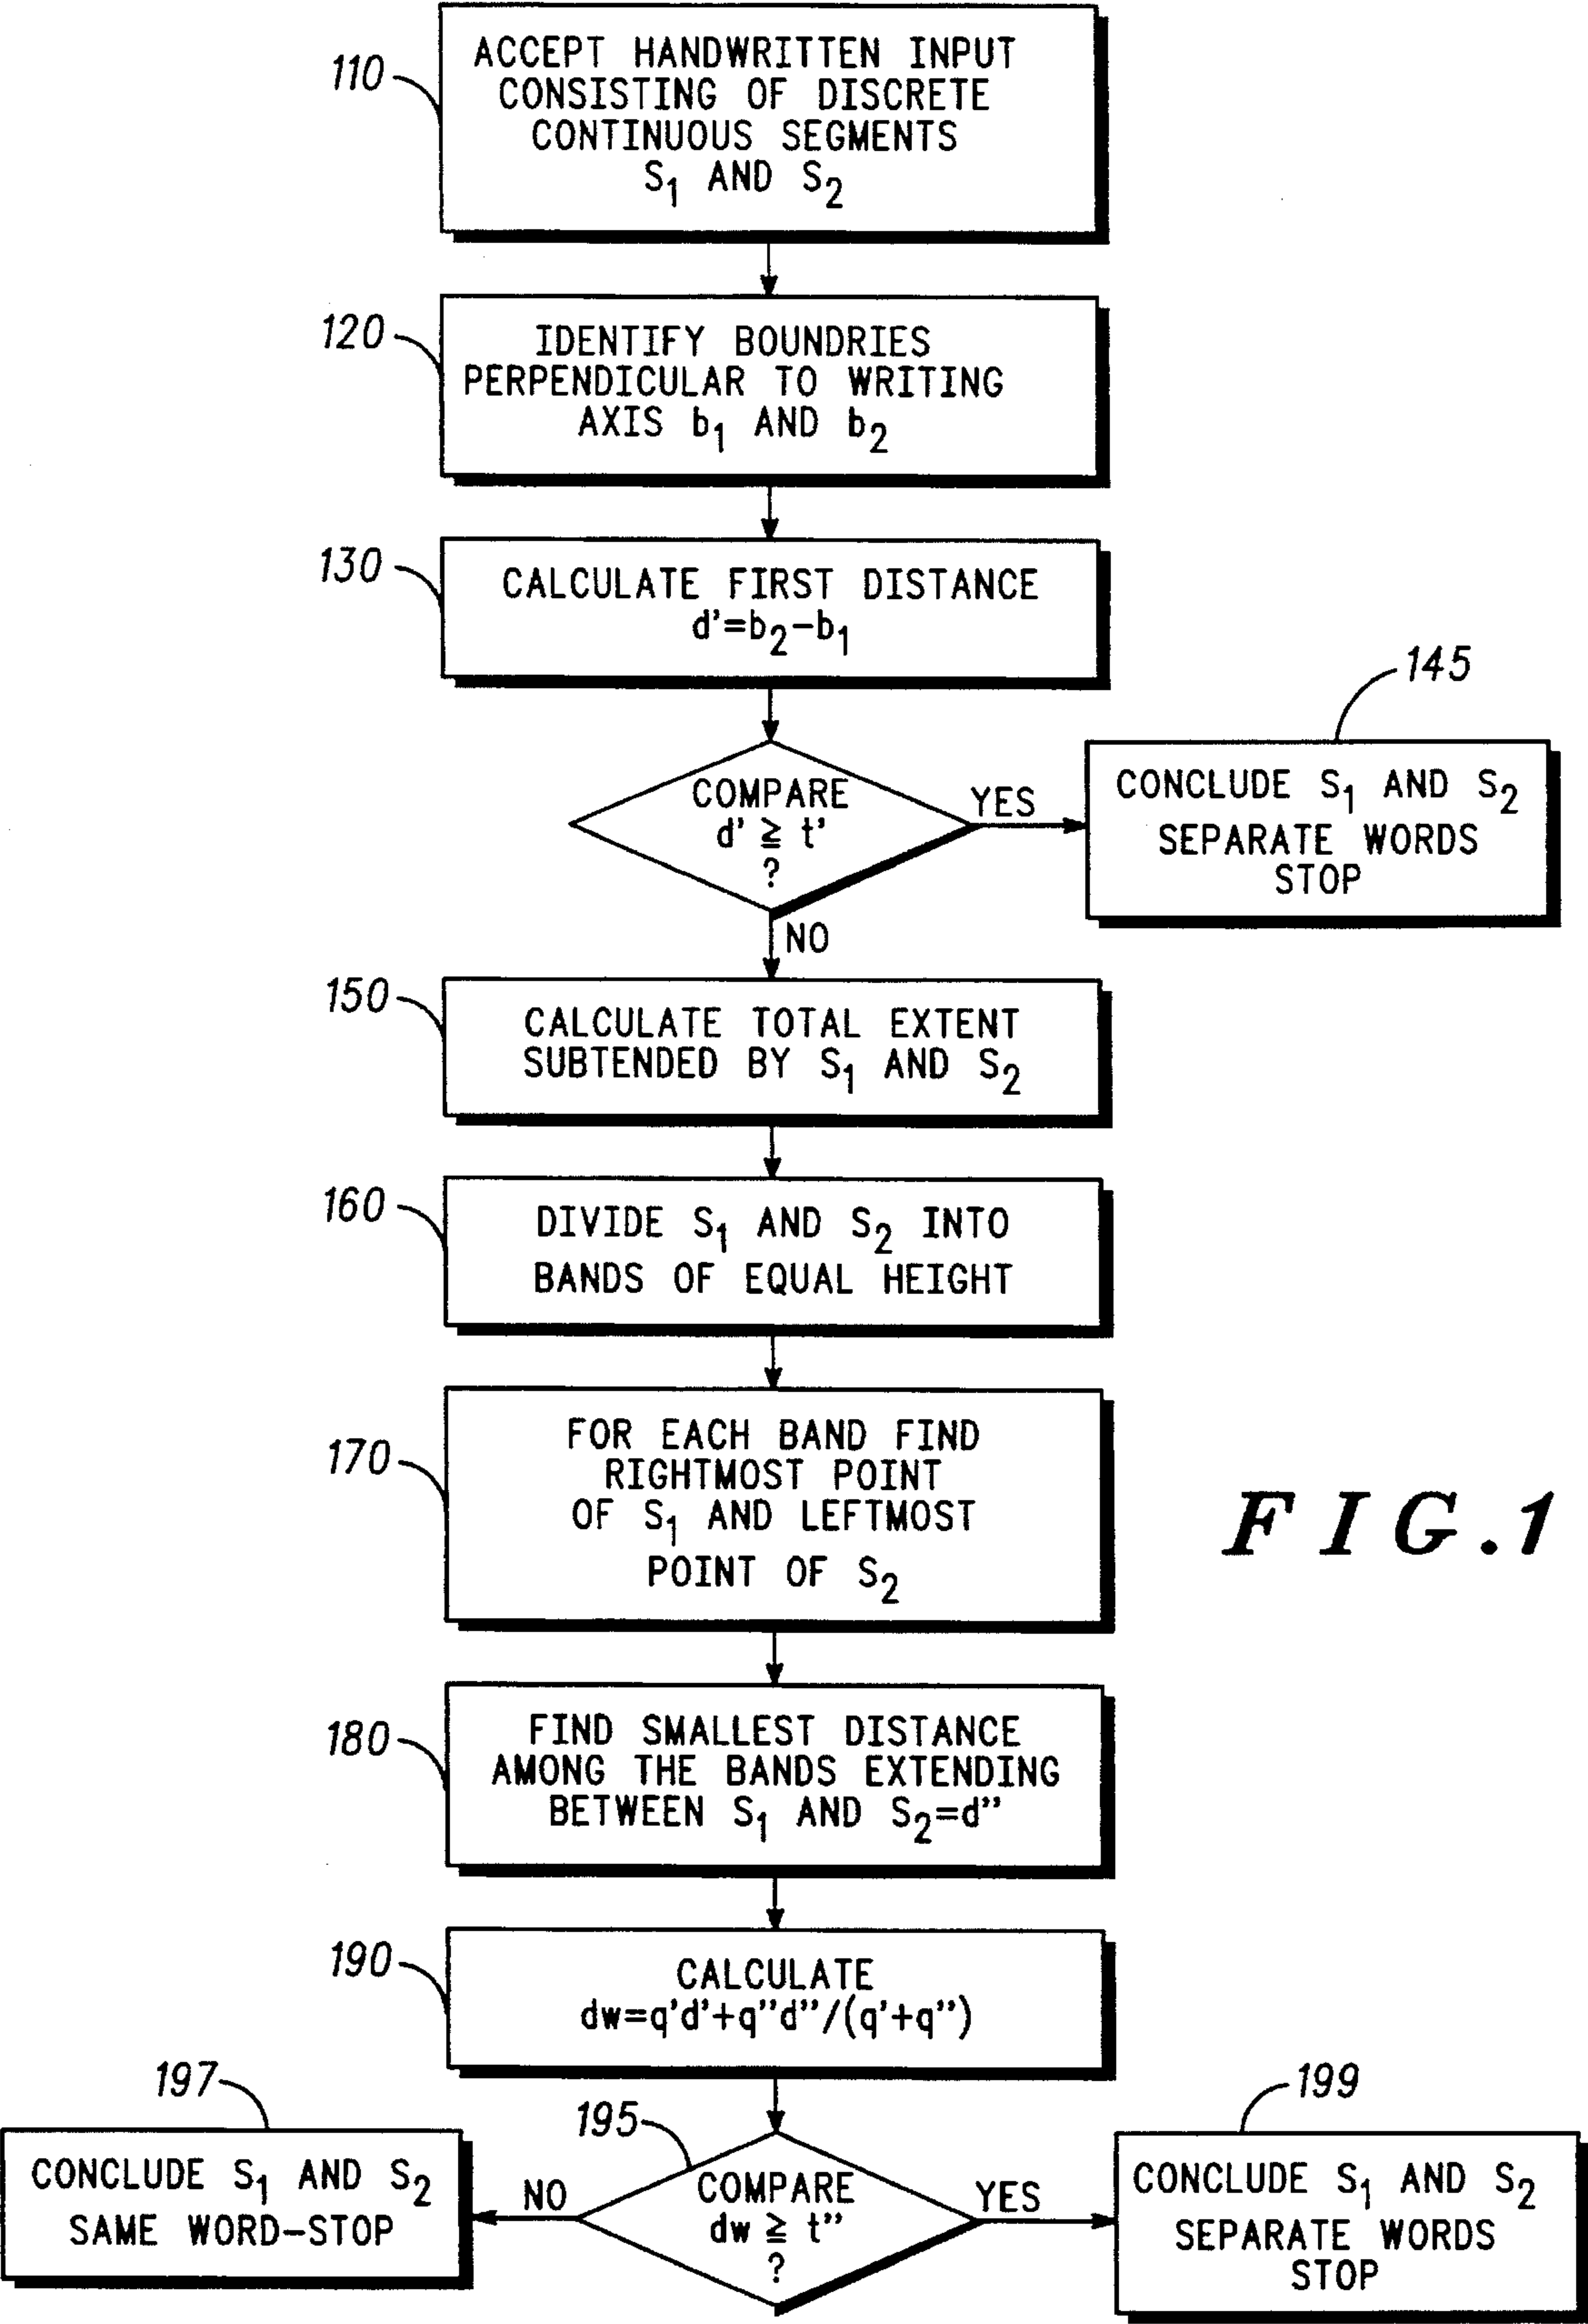 110
ACCEPT HANDWRITTEN INPUT
CONSISTING OF DISCRETE
CONTINUOUS SEGMENTS
S₁ AND S₂
120
IDENTIFY BOUNDRIES
PERPENDICULAR TO WRITING
AXIS b₁ AND b₂
130
CALCULATE FIRST DISTANCE
d'=b₂-b₁
COMPARE
d' ≧ t'
?
YES
NO
145
CONCLUDE S₁ AND S₂
SEPARATE WORDS
STOP
150
CALCULATE TOTAL EXTENT
SUBTENDED BY S₁ AND S₂
160
DIVIDE S₁ AND S₂ INTO
BANDS OF EQUAL HEIGHT
170
FOR EACH BAND FIND
RIGHTMOST POINT
OF S₁ AND LEFTMOST
POINT OF S₂
FIG.1
180
FIND SMALLEST DISTANCE
AMONG THE BANDS EXTENDING
BETWEEN S₁ AND S₂=d"
190
CALCULATE
dw=q'd'+q"d"/(q'+q")
195
COMPARE
dw ≧ t"
?
NO
YES
197
CONCLUDE S₁ AND S₂
SAME WORD-STOP
199
CONCLUDE S₁ AND S₂
SEPARATE WORDS
STOP